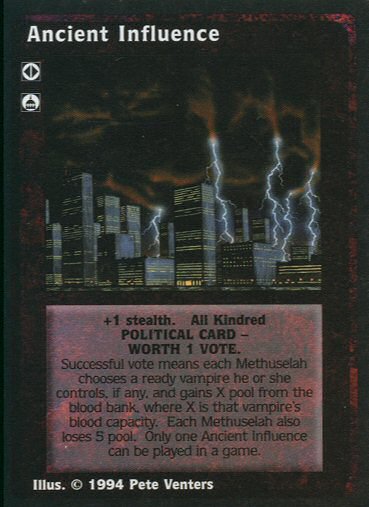 Ancient Influence
+1 stealth. All Kindred
POLITICAL CARD –
WORTH 1 VOTE.
Successful vote means each Methuselah
chooses a ready vampire he or she
controls, if any, and gains X pool from the
blood bank, where X is that vampire's
blood capacity. Each Methuselah also
loses 5 pool. Only one Ancient Influence
can be played in a game.
Illus. © 1994 Pete Venters